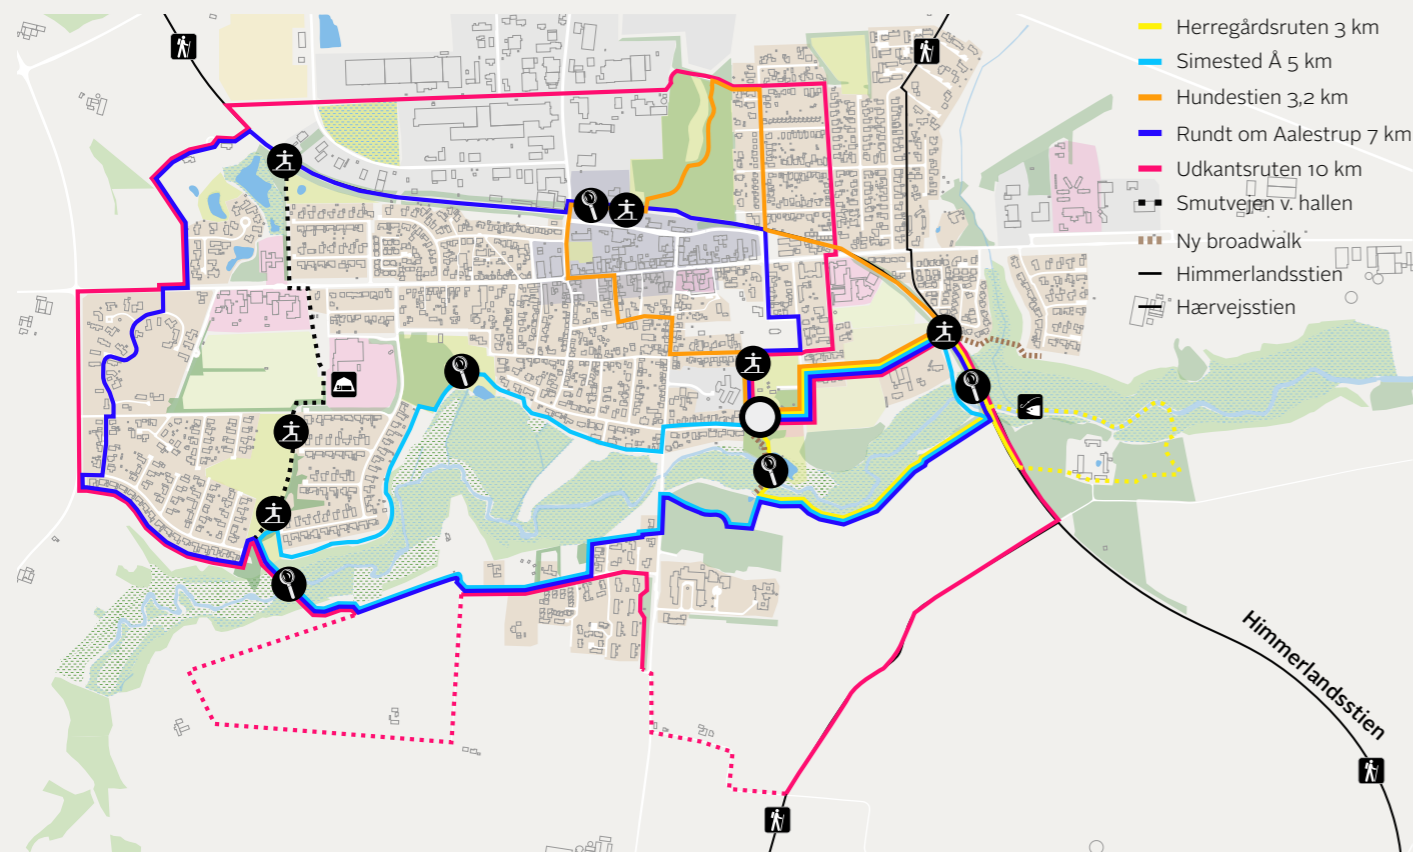 Herregårdsruten 3 km
Simested Å 5 km
Hundestien 3,2 km
Rundt om Aalestrup 7 km
Udkantsruten 10 km
Smutvejen v. hallen
Ny broadwalk
Himmerlandsstien
Hærvejsstien
Himmerlandsstien